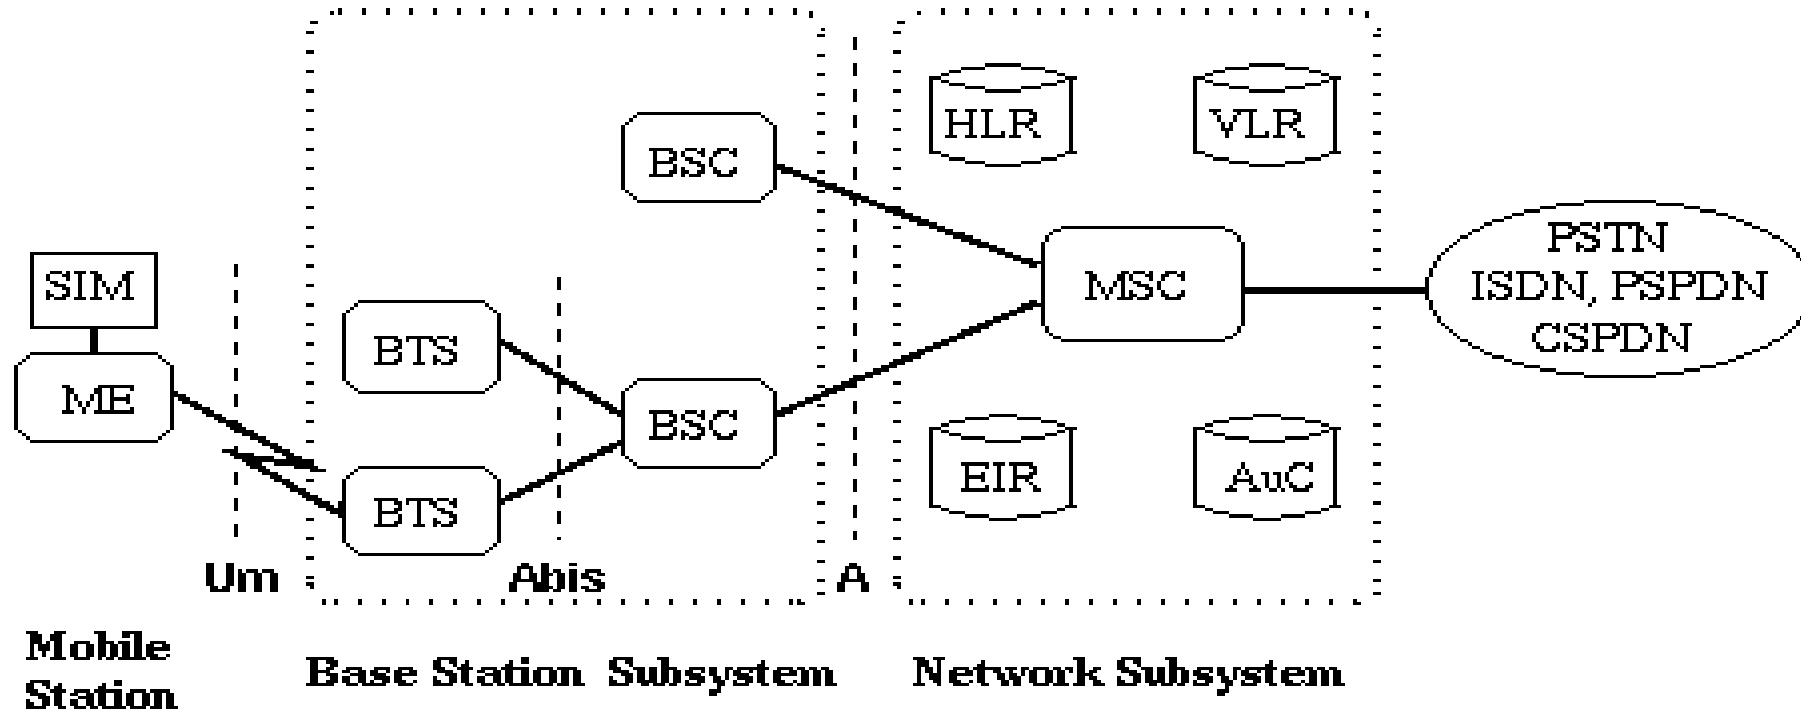 HLR
VLR
BSC
SIM
MSC
PSTN
ISDN, PSPDN
CSPDN
BTS
ME
BSC
EIR
AuC
BTS
Um
Abis
A
Mobile
Station
Base Station Subsystem
Network Subsystem